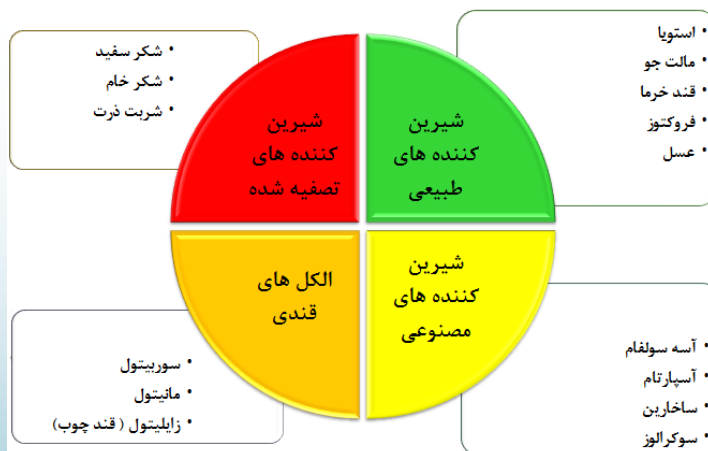 • استویا
• مالت جو
• قند خرما
• فروکتوز
• عسل
شیرین
کننده های
طبیعی
• شکر سفید
• شکر خام
• شربت ذرت
شیرین
کننده های
تصفیه شده
شیرین
کننده های
مصنوعی
• آسه سولفام
• آسپارتام
• ساخارین
• سوکرالوز
الکل های
قندی
• سوربیتول
• مانیتول
• زایلیتول ( قند چوب)